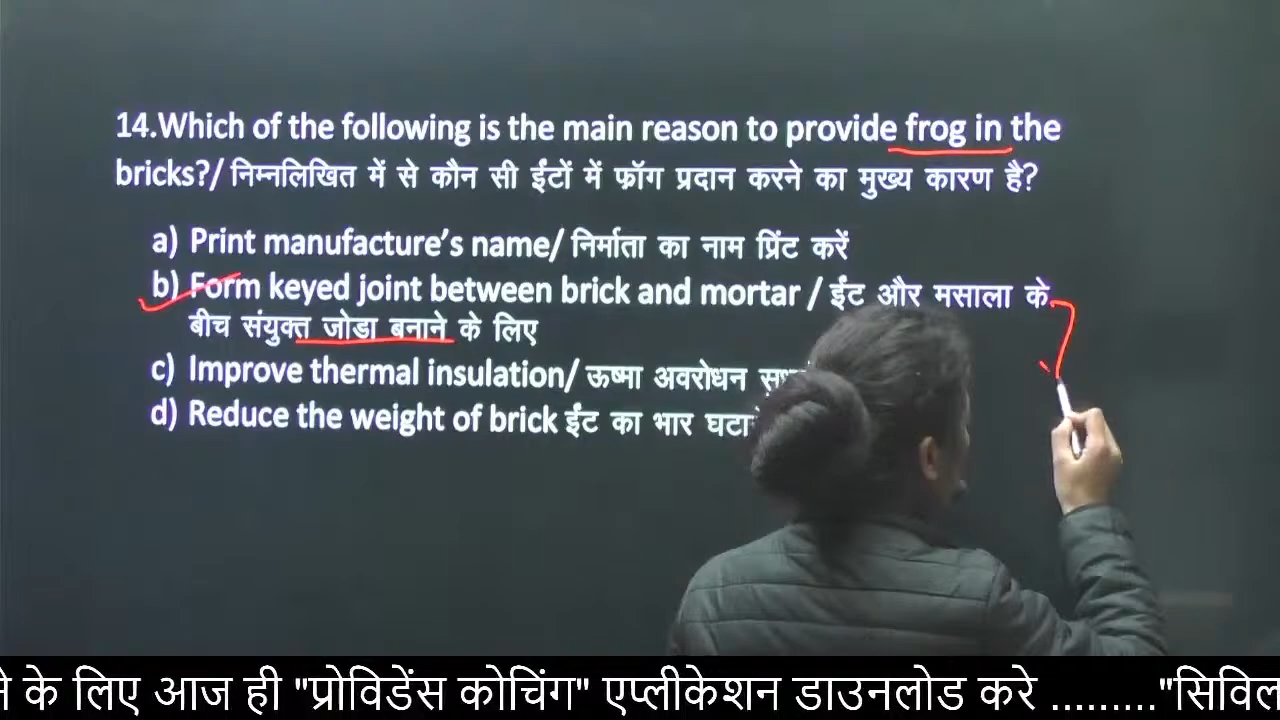 14.Which of the following is the main reason to provide frog in the
bricks?/ निम्नलिखित में से कौन सी ईंटों में फ्रॉग प्रदान करने का मुख्य कारण है?
a) Print manufacture's name/ निर्माता का नाम प्रिंट करें
b) Form keyed joint between brick and mortar / ईंट और मसाला के
बीच संयुक्त जोडा बनाने के लिए
c) Improve thermal insulation/ ऊष्मा अवरोधन
d) Reduce the weight of brick ईंट का भार
के लिए आज ही "प्रोविडेंस कोचिंग" एप्लीकेशन डाउनलोड करे ........."सिविल